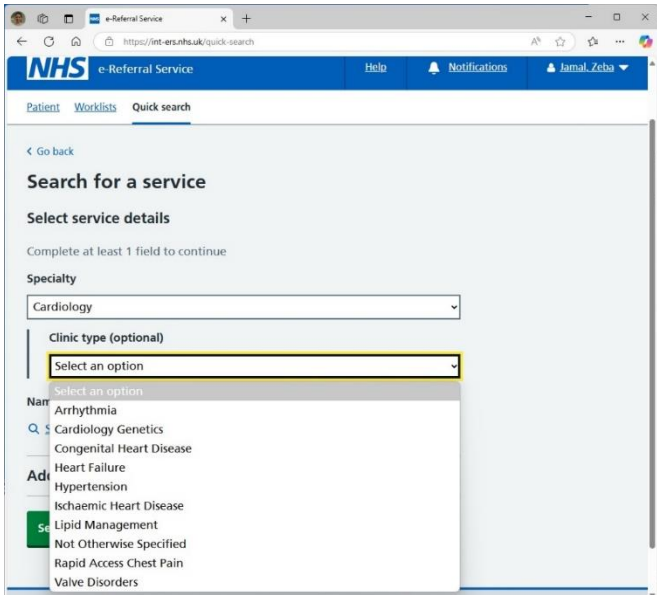 e-Referral Service
https://int-ers.nhs.uk/quick-search
NHS e-Referral Service Help Notifications Jamal, Zeba
Patient Worklists Quick search
Go back
Search for a service
Select service details
Complete at least 1 field to continue
Specialty
Cardiology
Clinic type (optional)
Select an option
Select an option
Arrhythmia
Cardiology Genetics
Congenital Heart Disease
Heart Failure
Hypertension
Ischaemic Heart Disease
Lipid Management
Not Otherwise Specified
Rapid Access Chest Pain
Valve Disorders